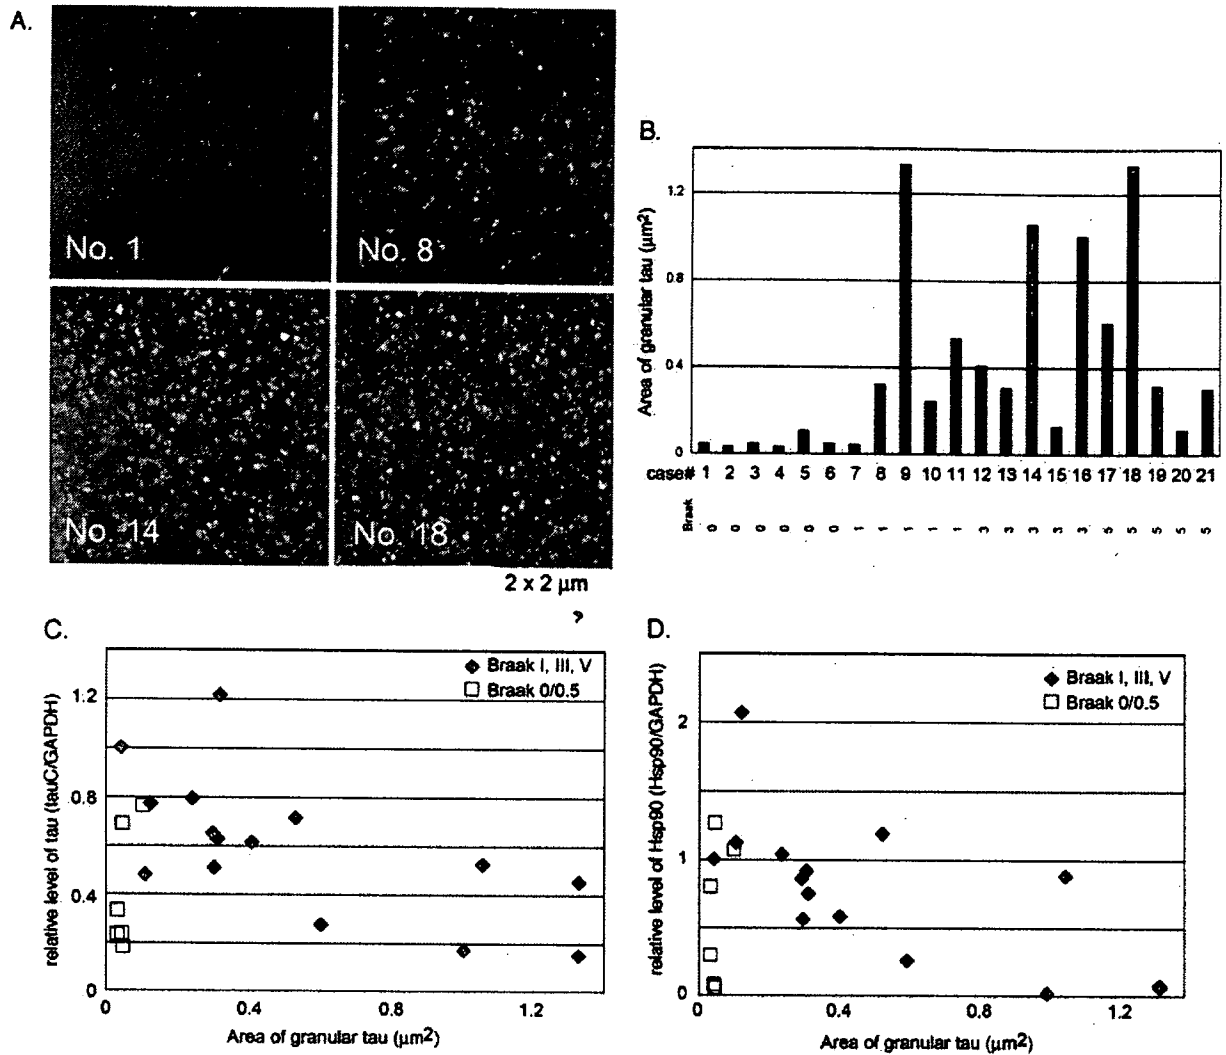 A.
No. 1
No. 8
No. 14
No. 18
2 x 2 μm
B.
Area of granular tau (μm²)
1.2
0.8
0.4
0
case# 1 2 3 4 5 6 7 8 9 10 11 12 13 14 15 16 17 18 19 20 21
Braak 0 0 0 0 0 0 1 1 1 1 1 3 3 3 3 3 5 5 5 5 5
C.
relative level of tau (tauC/GAPDH)
Braak I, III, V
Braak 0/0.5
1.2
0.8
0.4
0
0 0.4 0.8 1.2
Area of granular tau (μm²)
D.
relative level of Hsp90 (Hsp90/GAPDH)
Braak I, III, V
Braak 0/0.5
2
1
0
0 0.4 0.8 1.2
Area of granular tau (μm²)